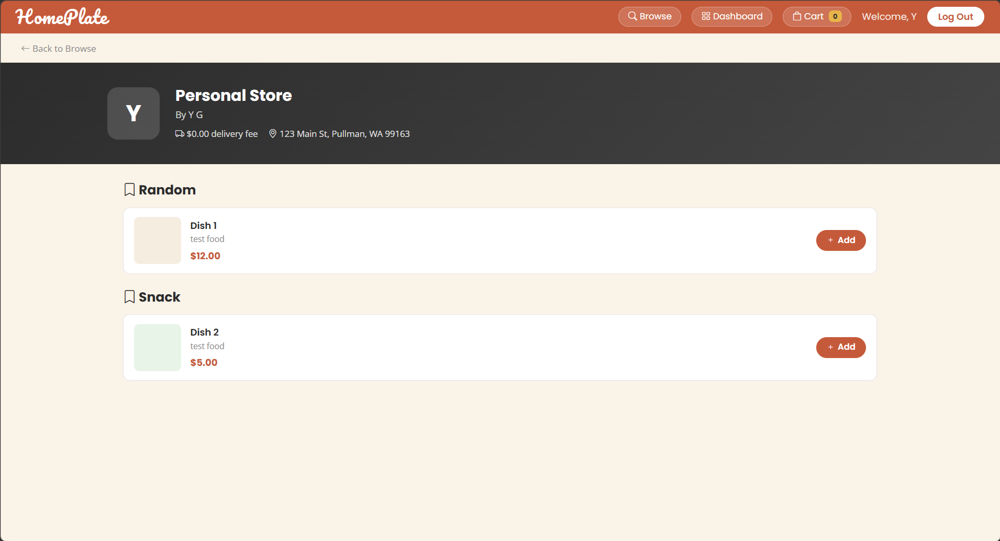 HomePlate
Browse
Dashboard
Cart 0
Welcome, Y
Log Out
← Back to Browse
Y
Personal Store
By Y G
$0.00 delivery fee
123 Main St, Pullman, WA 99163
Random
Dish 1
test food
$12.00
+ Add
Snack
Dish 2
test food
$5.00
+ Add